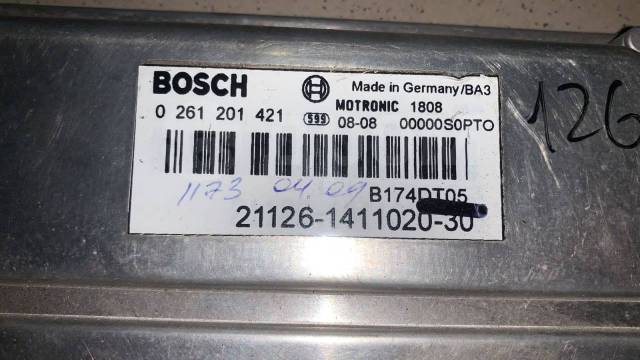 BOSCH Made in Germany/BA3
MOTRONIC 1808
0 261 201 421 599 08-08 00000S0PTO
1173 04.09 B174DT05
21126-1411020-30
126